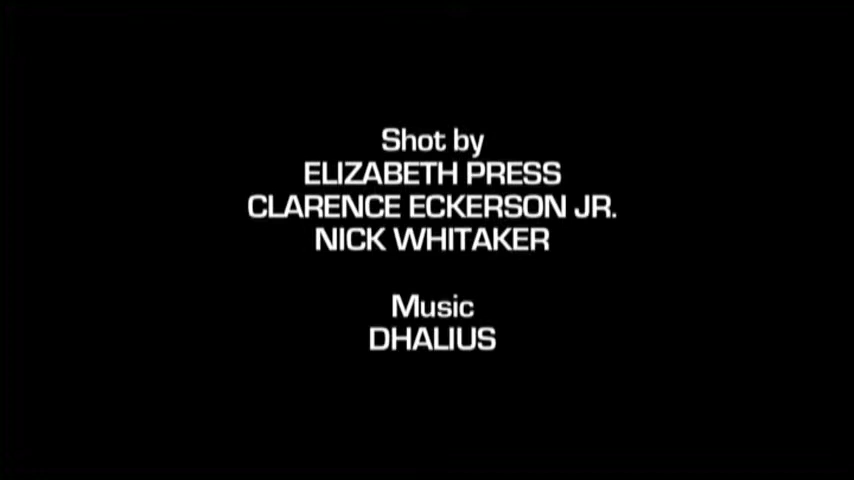 Shot by
ELIZABETH PRESS
CLARENCE ECKERSON JR.
NICK WHITAKER
Music
DHALIUS